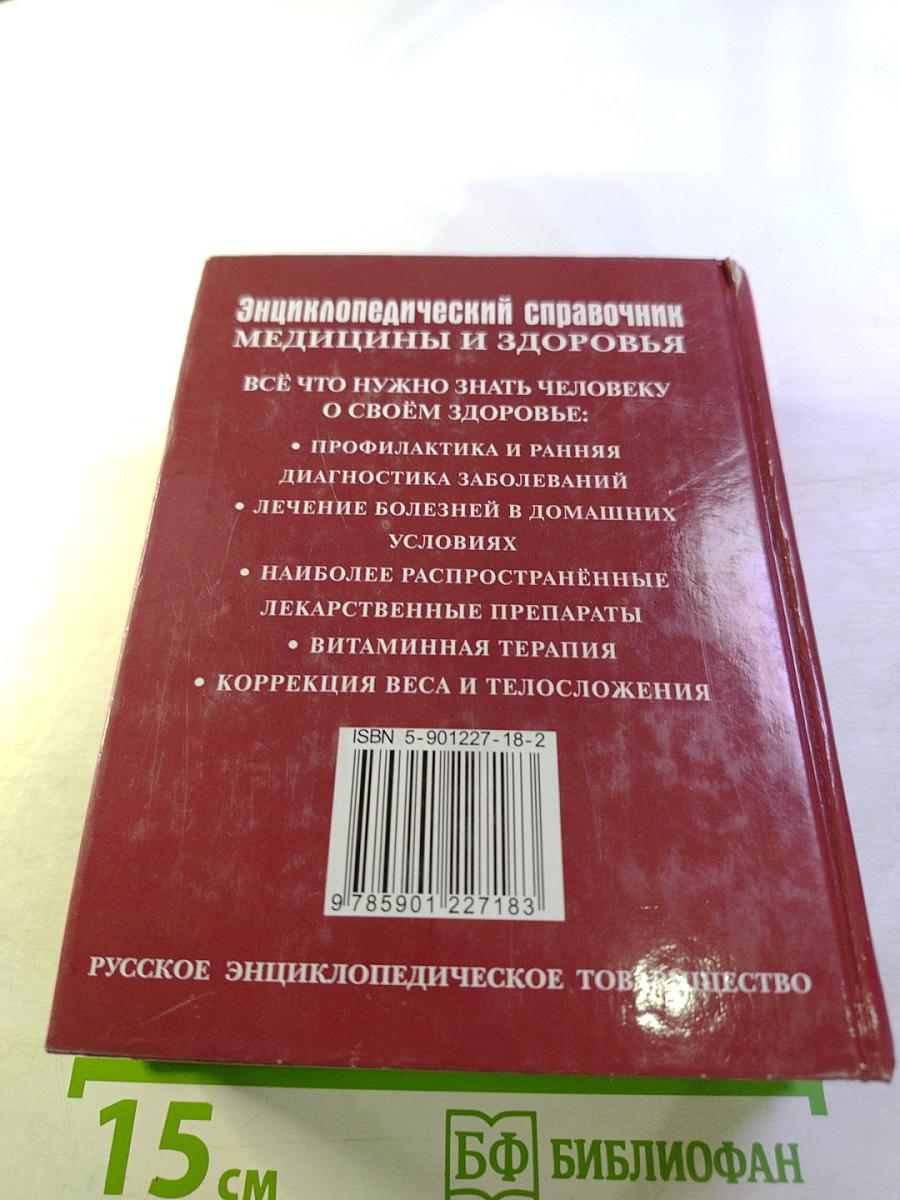 Энциклопедический справочник
МЕДИЦИНЫ И ЗДОРОВЬЯ
ВСЁ ЧТО НУЖНО ЗНАТЬ ЧЕЛОВЕКУ
О СВОЁМ ЗДОРОВЬЕ:
• ПРОФИЛАКТИКА И РАННЯЯ
ДИАГНОСТИКА ЗАБОЛЕВАНИЙ
• ЛЕЧЕНИЕ БОЛЕЗНЕЙ В ДОМАШНИХ
УСЛОВИЯХ
• НАИБОЛЕЕ РАСПРОСТРАНЁННЫЕ
ЛЕКАРСТВЕННЫЕ ПРЕПАРАТЫ
• ВИТАМИННАЯ ТЕРАПИЯ
• КОРРЕКЦИЯ ВЕСА И ТЕЛОСЛОЖЕНИЯ
ISBN 5-901227-18-2
9 785901 227183
РУССКОЕ ЭНЦИКЛОПЕДИЧЕСКОЕ ТОВАРИЩЕСТВО
15 см
БФ БИБЛИОФАН